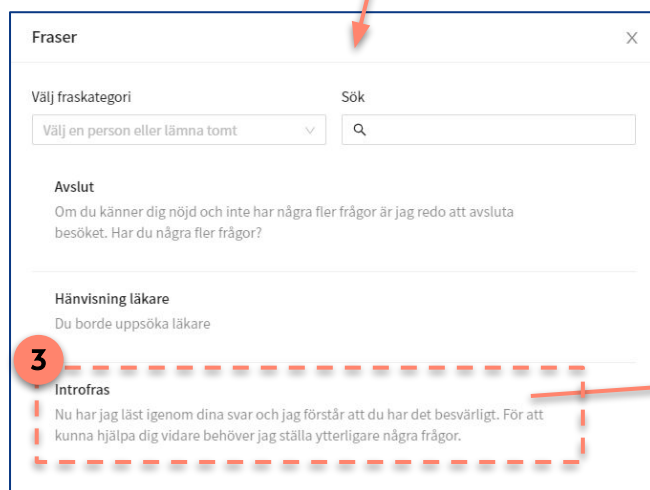 Fraser
Välj fraskategori
Sök
Välj en person eller lämna tomt
Avslut
Om du känner dig nöjd och inte har några fler frågor är jag redo att avsluta
besöket. Har du några fler frågor?
Hänvisning läkare
Du borde uppsöka läkare
3
Introfras
Nu har jag läst igenom dina svar och jag förstår att du har det besvärligt. För att
kunna hjälpa dig vidare behöver jag ställa ytterligare några frågor.